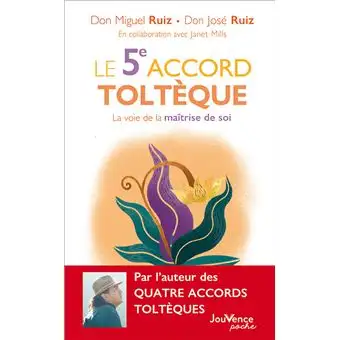 Don Miguel Ruiz • Don José Ruiz
En collaboration avec Janet Mills
LE 5e ACCORD
TOLTÈQUE
La voie de la maîtrise de soi
Par l'auteur des
QUATRE ACCORDS
TOLTÈQUES
JouVence
poche